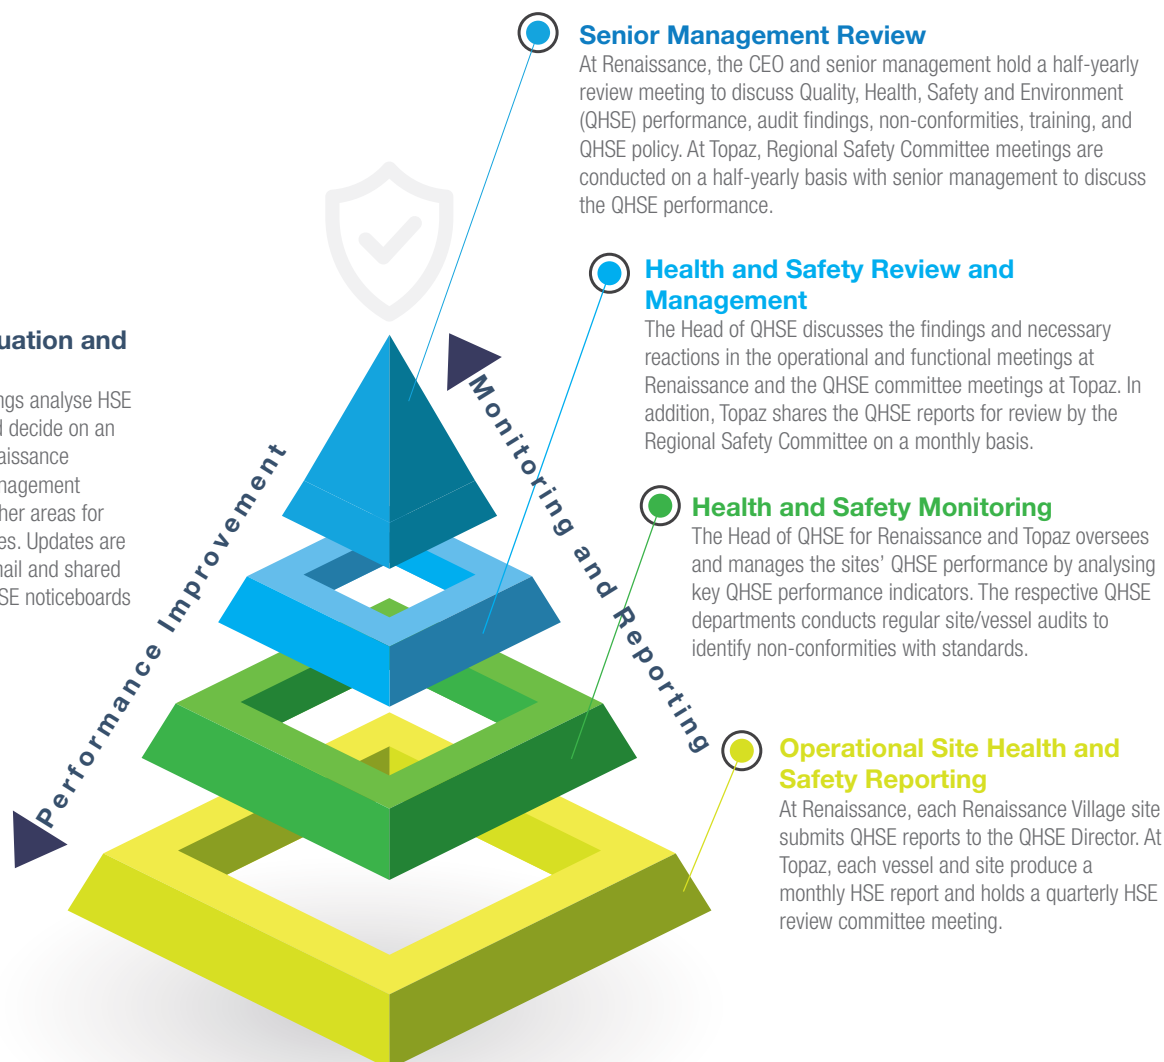 Senior Management Review
At Renaissance, the CEO and senior management hold a half-yearly
review meeting to discuss Quality, Health, Safety and Environment
(QHSE) performance, audit findings, non-conformities, training, and
QHSE policy. At Topaz, Regional Safety Committee meetings are
conducted on a half-yearly basis with senior management to discuss
the QHSE performance.
Health and Safety Review and
Management
The Head of QHSE discusses the findings and necessary
reactions in the operational and functional meetings at
Renaissance and the QHSE committee meetings at Topaz. In
addition, Topaz shares the QHSE reports for review by the
Regional Safety Committee on a monthly basis.
Health and Safety Monitoring
The Head of QHSE for Renaissance and Topaz oversees
and manages the sites’ QHSE performance by analysing
key QHSE performance indicators. The respective QHSE
departments conducts regular site/vessel audits to
identify non-conformities with standards.
Operational Site Health and
Safety Reporting
At Renaissance, each Renaissance Village site
submits QHSE reports to the QHSE Director. At
Topaz, each vessel and site produce a
monthly HSE report and holds a quarterly HSE
review committee meeting.
Monitoring and Reporting
Performance Improvement
and
analyse HSE
decide on an
management
areas for
Updates are
and shared
noticeboards